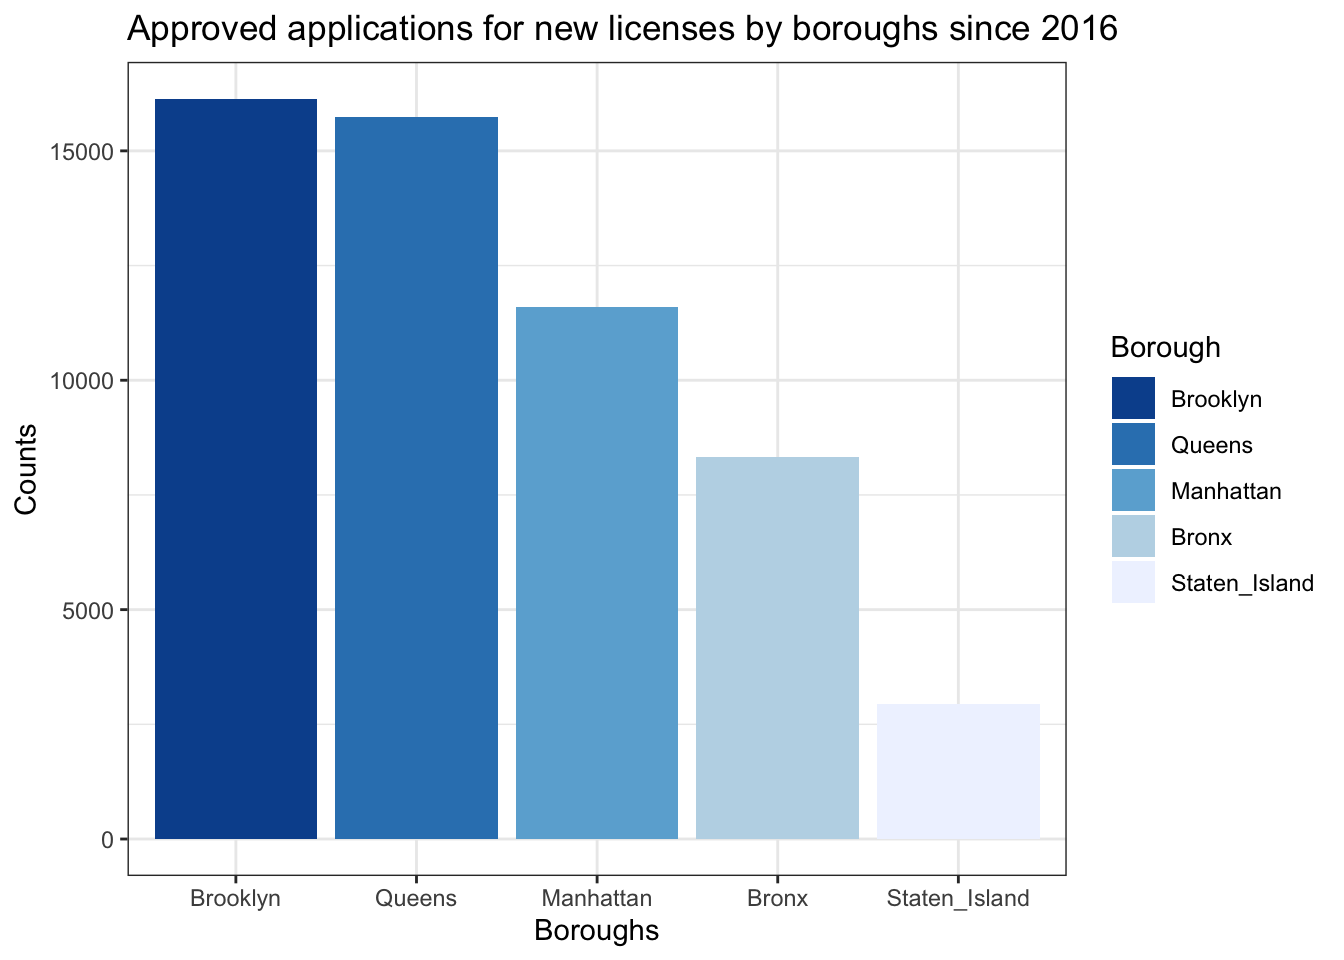 Approved applications for new licenses by boroughs since 2016
Counts
15000
10000
5000
0
Brooklyn
Queens
Manhattan
Bronx
Staten_Island
Boroughs
Borough
Brooklyn
Queens
Manhattan
Bronx
Staten_Island